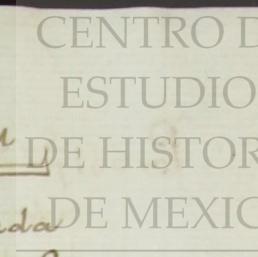 CENTRO D
ESTUDIO
DE HISTOR
DE MEXIC